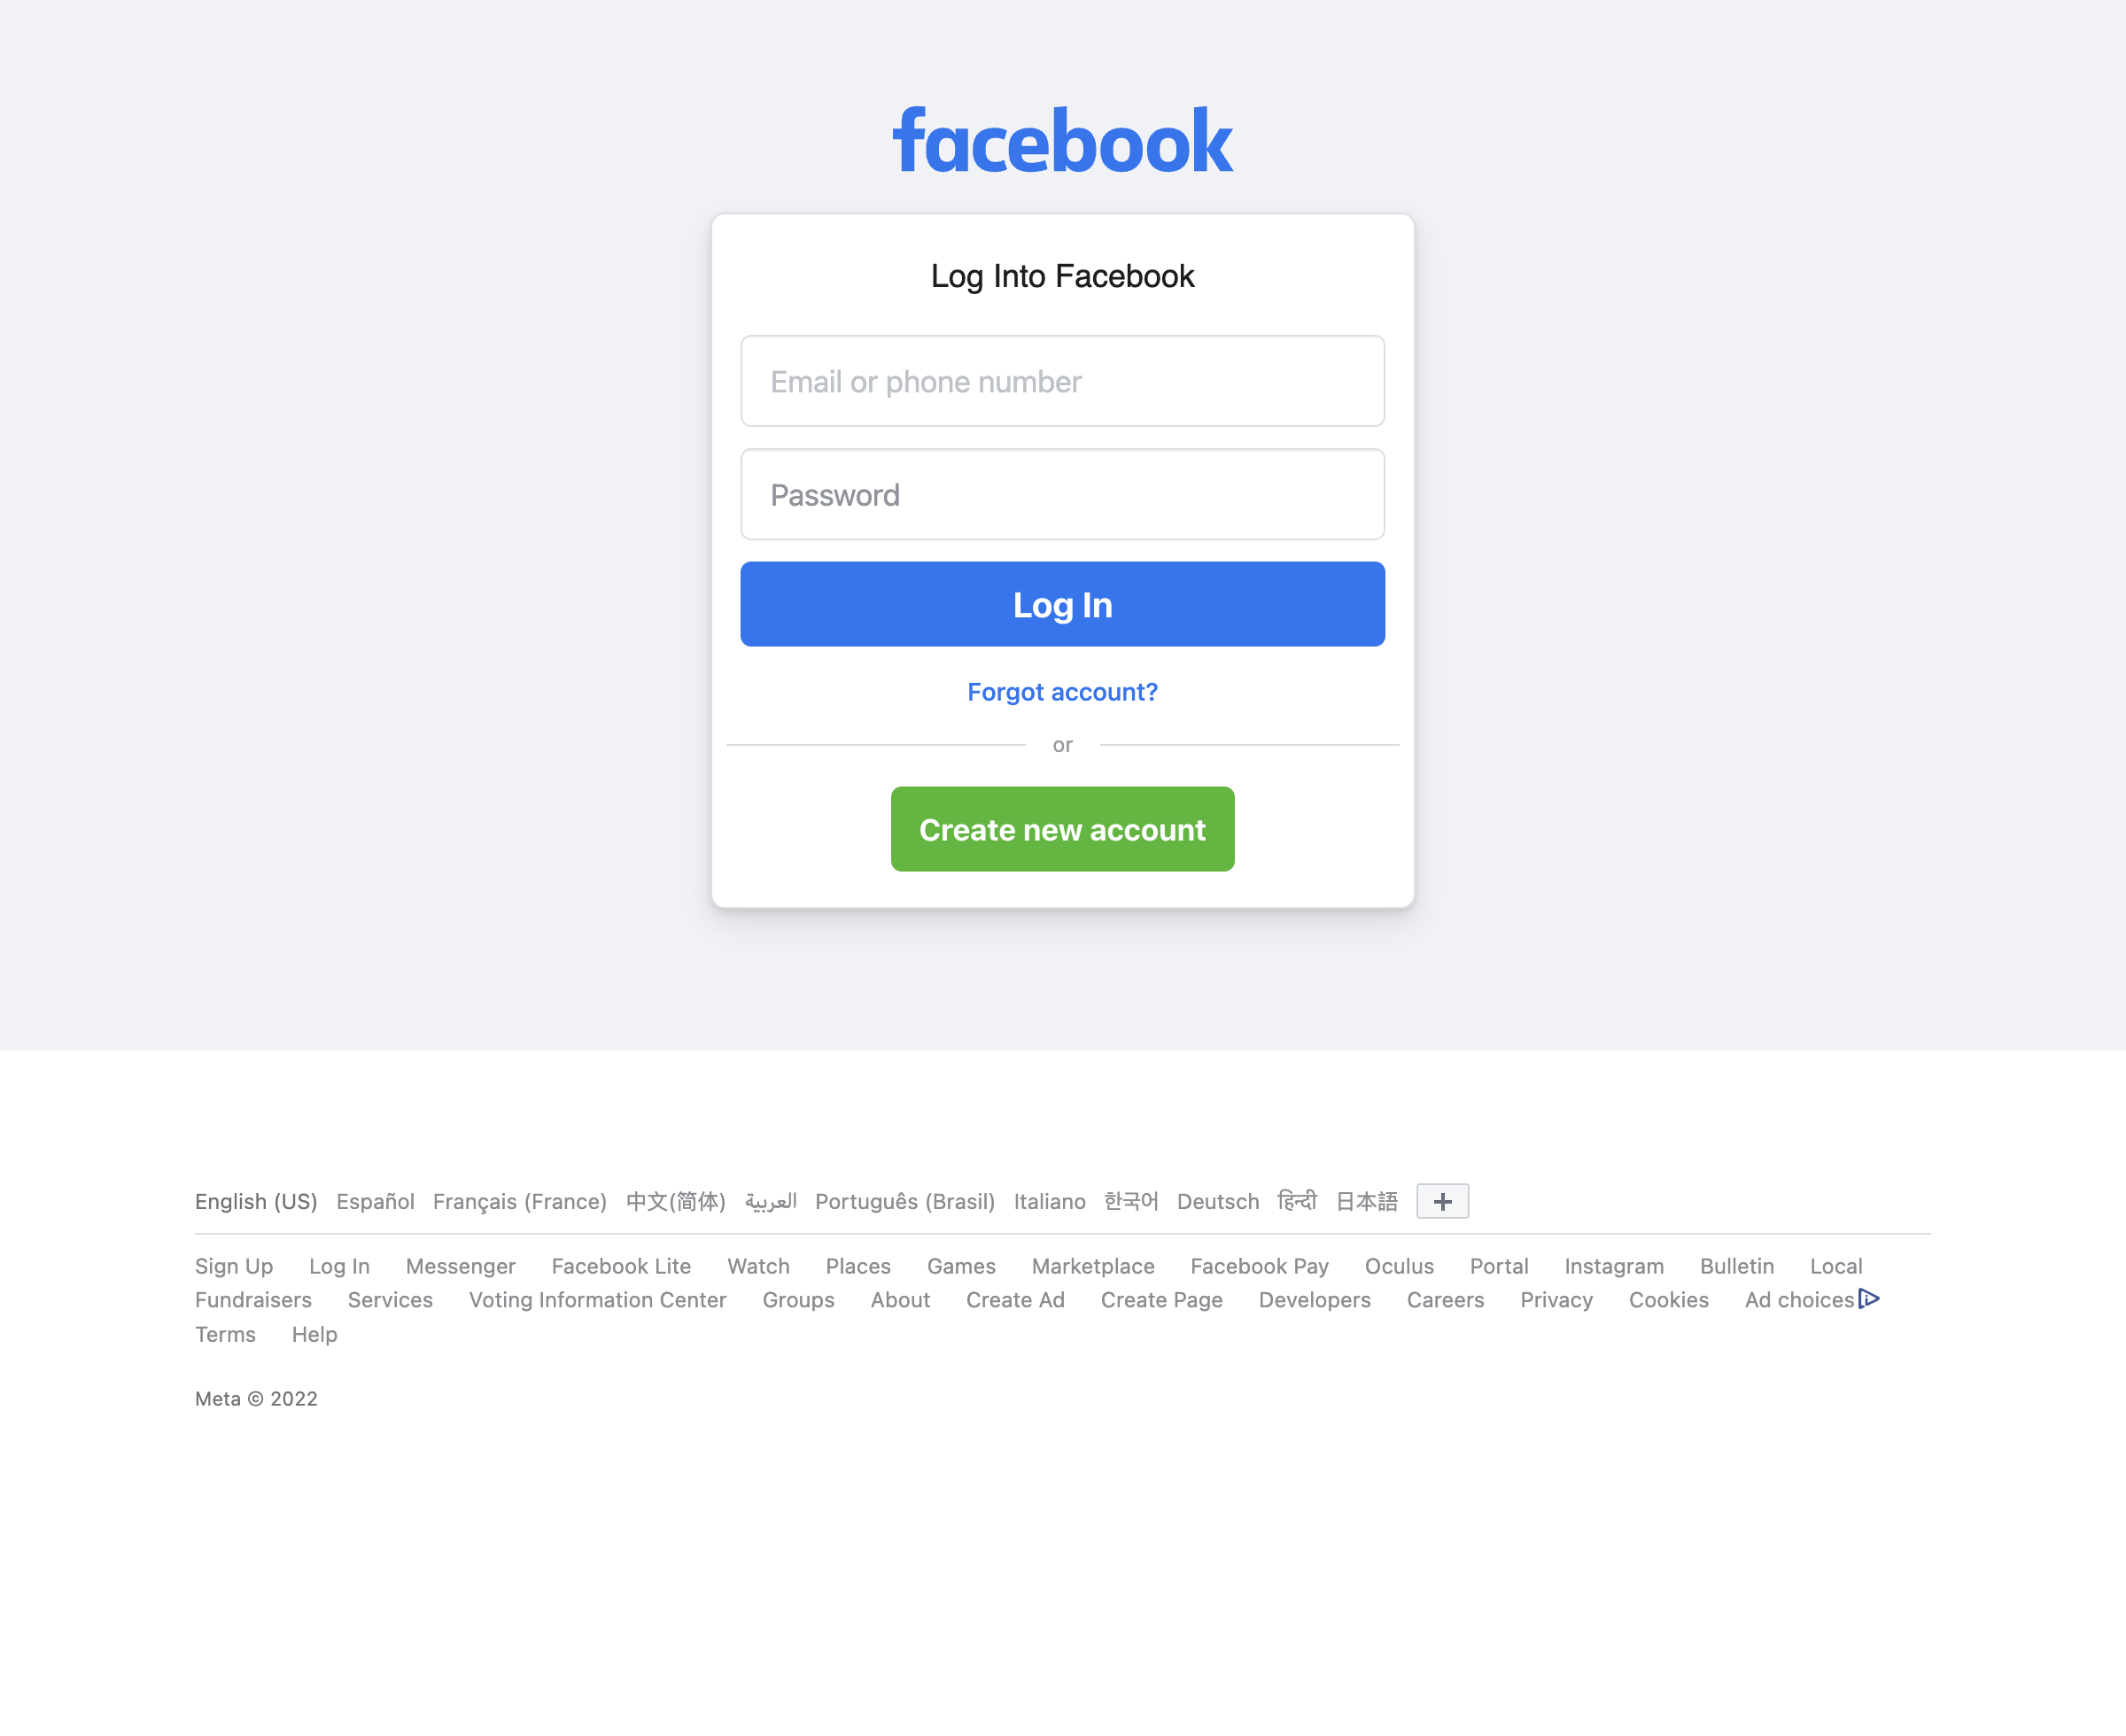 facebook
Log Into Facebook
Email or phone number
Password
Log In
Forgot account?
or
Create new account
English (US) Español Français (France) 中文(简体) العربية Português (Brasil) Italiano 한국어 Deutsch हिन्दी 日本語 +
Sign Up Log In Messenger Facebook Lite Watch Places Games Marketplace Facebook Pay Oculus Portal Instagram Bulletin Local
Fundraisers Services Voting Information Center Groups About Create Ad Create Page Developers Careers Privacy Cookies Ad choices
Terms Help
Meta © 2022